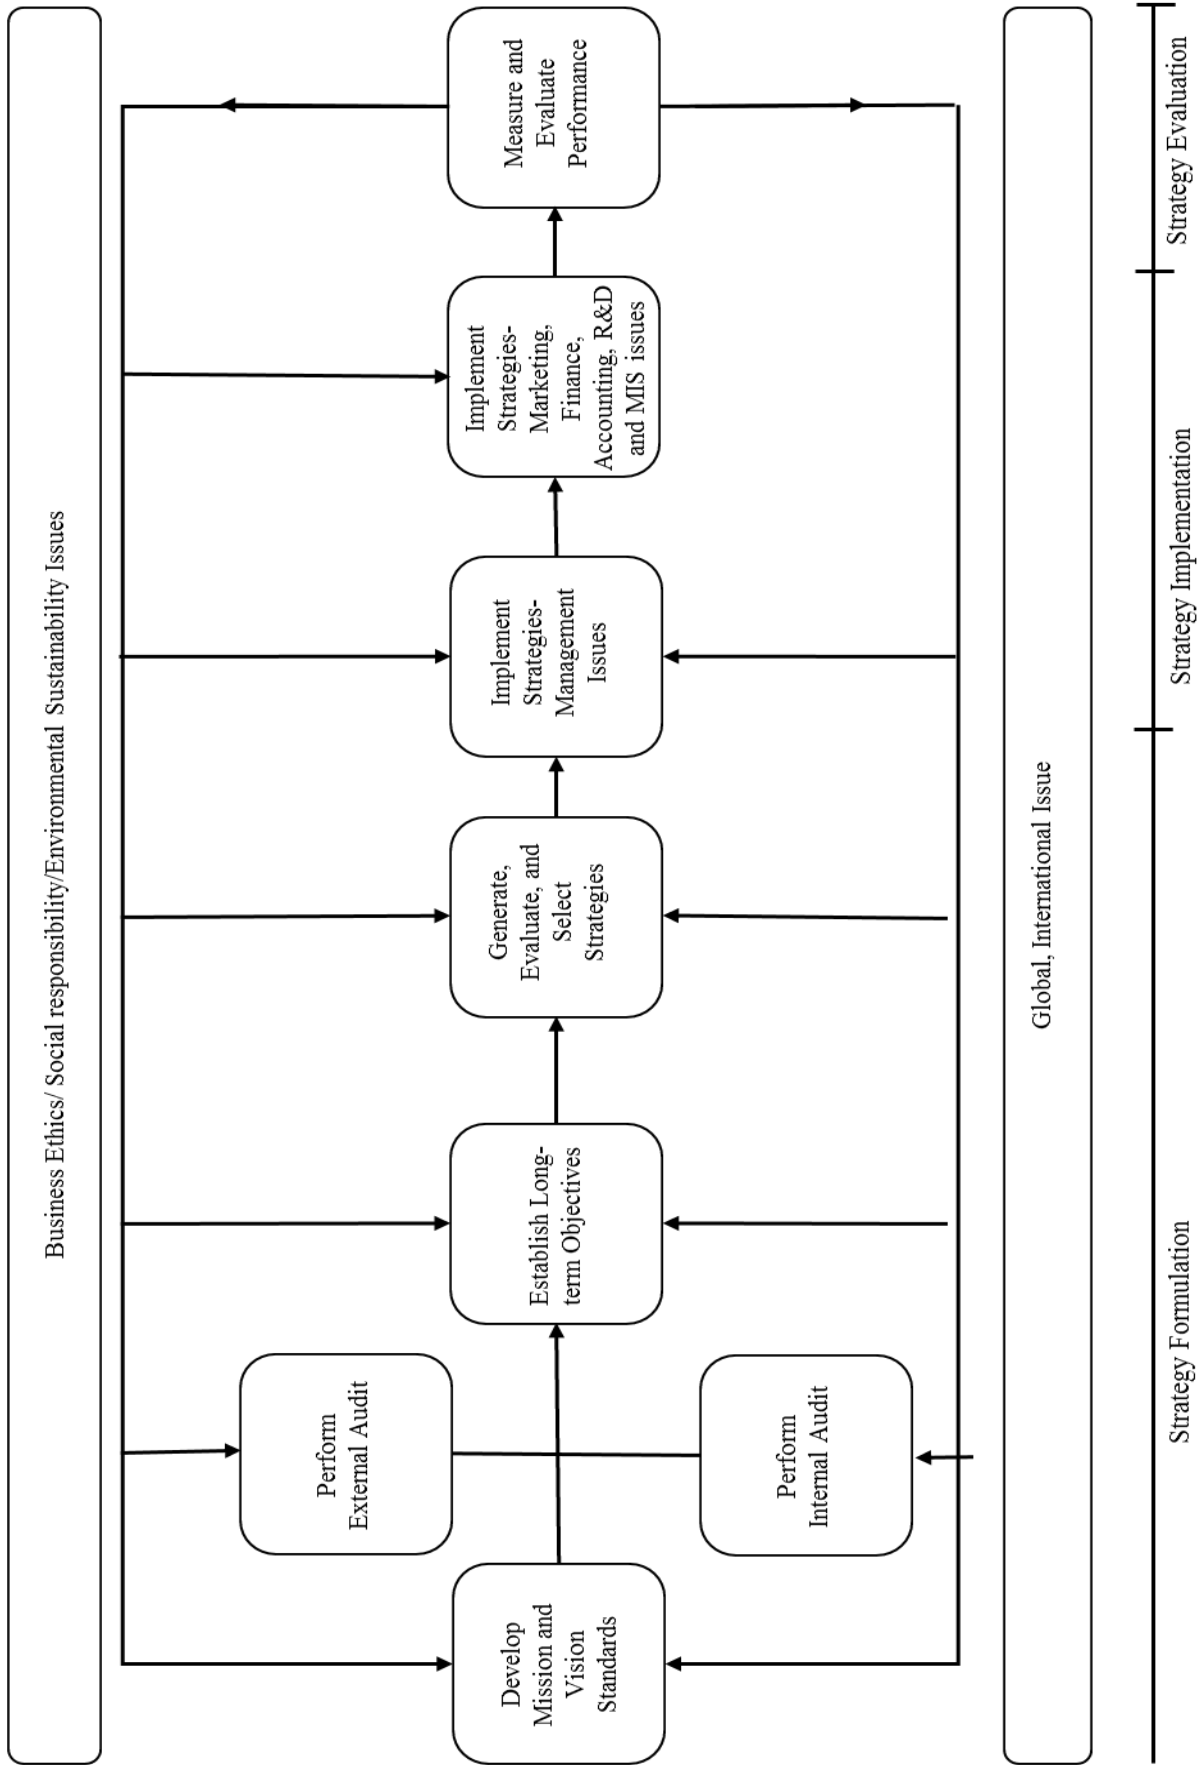 Business Ethics/ Social responsibility/Environmental Sustainability Issues
Perform
External Audit
Develop
Mission and
Vision
Standards
Establish Long-
term Objectives
Generate,
Evaluate, and
Select
Strategies
Implement
Strategies-
Management
Issues
Implement
Strategies-
Marketing,
Finance,
Accounting, R&D
and MIS issues
Measure and
Evaluate
Performance
Perform
Internal Audit
Global, International Issue
Strategy Formulation
Strategy Implementation
Strategy Evaluation